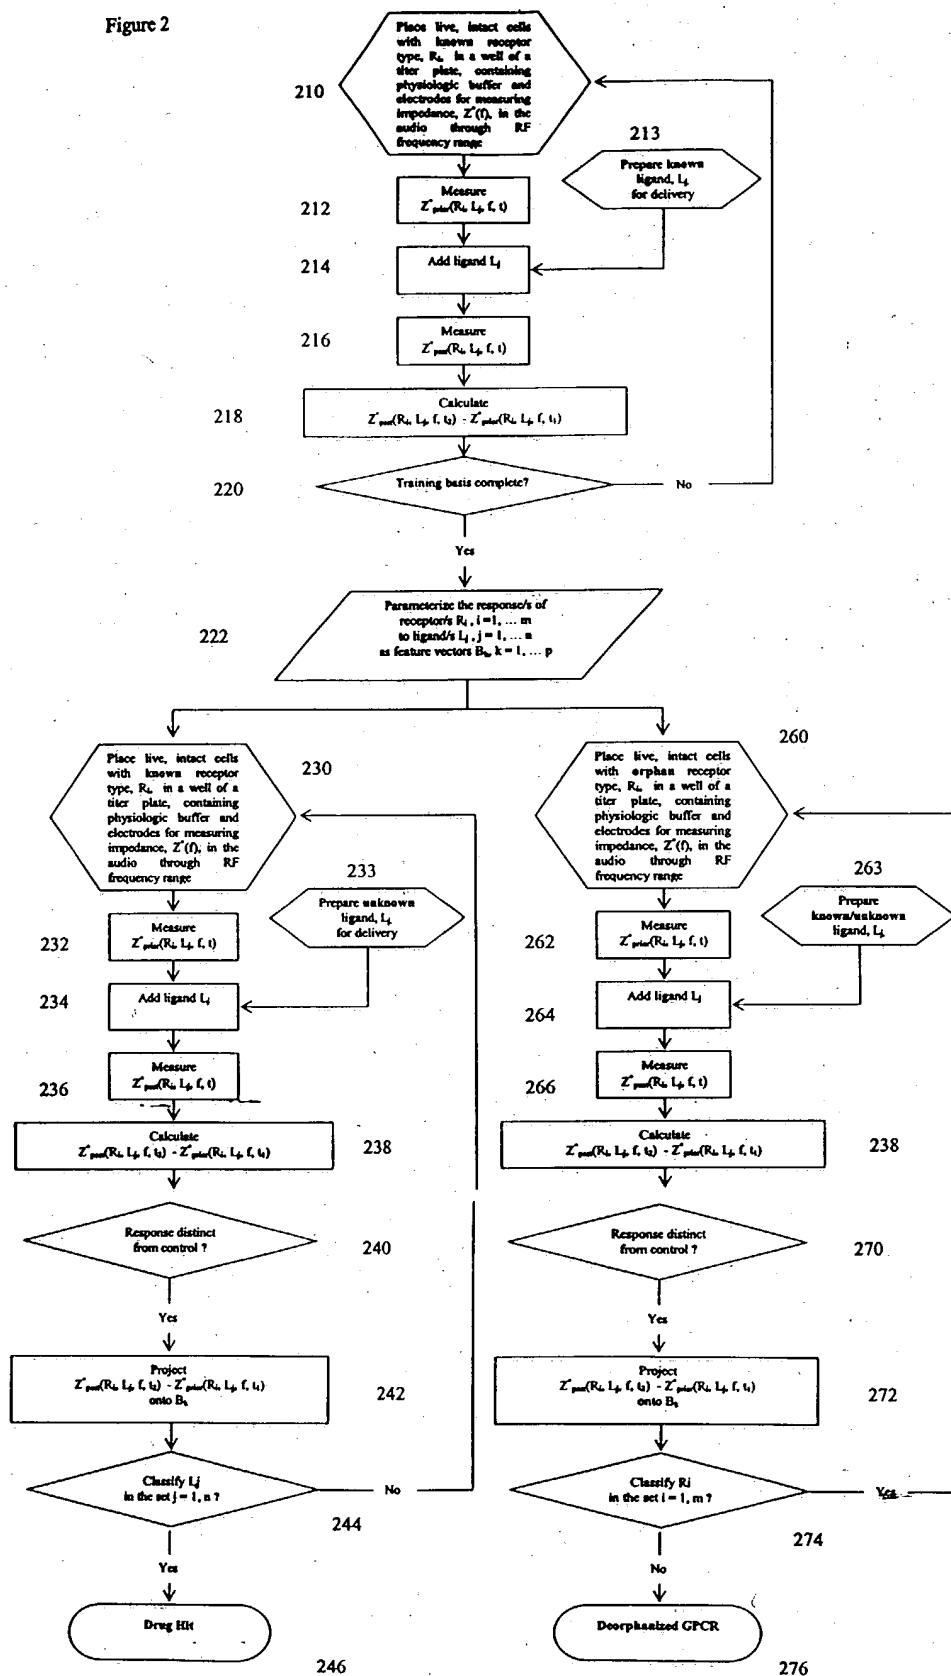 Figure 2
Place live, intact cells
with known receptor
type, Ri, in a well of a
titer plate, containing
physiologic buffer and
electrodes for measuring
impedance, Z*(f), in the
audio through RF
frequency range
210
213
Prepare known
ligand, Lj,
for delivery
212
Measure
Z*prior(Ri, Lj, f, t)
214
Add ligand Lj
216
Measure
Z*post(Ri, Lj, f, t)
218
Calculate
Z*post(Ri, Lj, f, t2) - Z*prior(Ri, Lj, f, t1)
220
Training basis complete?
No
Yes
222
Parameterize the response/s of
receptor/s Ri , i =1, ... m
to ligand/s Lj , j = 1, ... n
as feature vectors Bk, k = 1, ... p
230
Place live, intact cells
with known receptor
type, Ri, in a well of a
titer plate, containing
physiologic buffer and
electrodes for measuring
impedance, Z*(f), in the
audio through RF
frequency range
233
Prepare unknown
ligand, Lj,
for delivery
232
Measure
Z*prior(Ri, Lj, f, t)
234
Add ligand Lj
236
Measure
Z*post(Ri, Lj, f, t)
Calculate
Z*post(Ri, Lj, f, t2) - Z*prior(Ri, Lj, f, t1)
238
Response distinct
from control ?
240
Yes
Project
Z*post(Ri, Lj, f, t2) - Z*prior(Ri, Lj, f, t1)
onto Bk
242
Classify Lj
in the set j = 1, n ?
No
244
Yes
Drug Hit
246
260
Place live, intact cells
with orphan receptor
type, Ri, in a well of a
titer plate, containing
physiologic buffer and
electrodes for measuring
impedance, Z*(f), in the
audio through RF
frequency range
263
Prepare
known/unknown
ligand, Lj,
262
Measure
Z*prior(Ri, Lj, f, t)
264
Add ligand Lj
266
Measure
Z*post(Ri, Lj, f, t)
Calculate
Z*post(Ri, Lj, f, t2) - Z*prior(Ri, Lj, f, t1)
238
Response distinct
from control ?
270
Yes
Project
Z*post(Ri, Lj, f, t2) - Z*prior(Ri, Lj, f, t1)
onto Bk
272
Classify Ri
in the set i = 1, m ?
Yes
274
No
Deorphanized GPCR
276